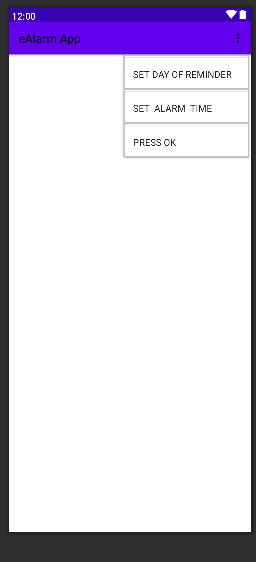 12:00
eAlarm App
SET DAY OF REMINDER
SET ALARM TIME
PRESS OK